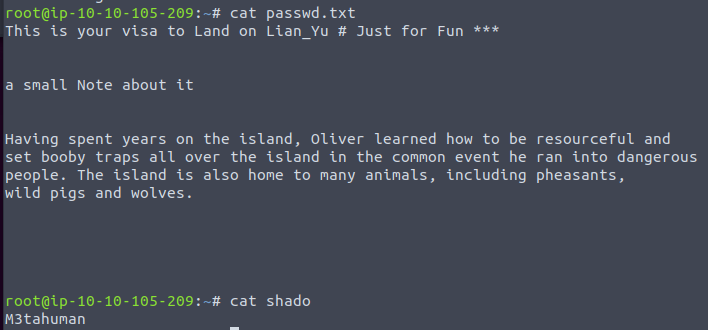 root@ip-10-10-105-209:~# cat passwd.txt
This is your visa to Land on Lian_Yu # Just for Fun ***
a small Note about it
Having spent years on the island, Oliver learned how to be resourceful and
set booby traps all over the island in the common event he ran into dangerous
people. The island is also home to many animals, including pheasants,
wild pigs and wolves.
root@ip-10-10-105-209:~# cat shado
M3tahuman